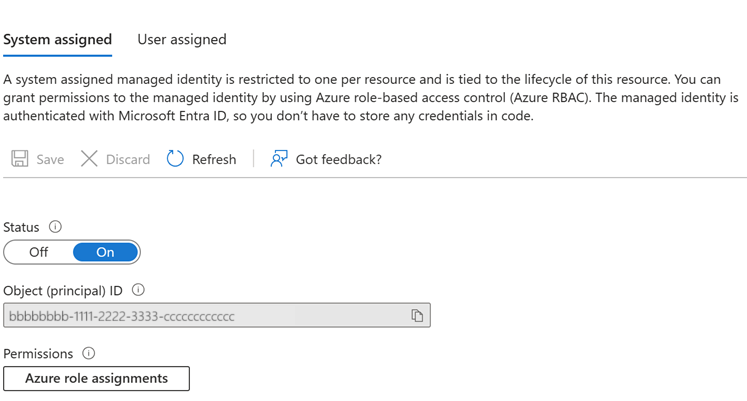 System assigned User assigned
A system assigned managed identity is restricted to one per resource and is tied to the lifecycle of this resource. You can
grant permissions to the managed identity by using Azure role-based access control (Azure RBAC). The managed identity is
authenticated with Microsoft Entra ID, so you don't have to store any credentials in code.
Save Discard Refresh Got feedback?
Status
Off On
Object (principal) ID
bbbbbbbb-1111-2222-3333-cccccccccccc
Permissions
Azure role assignments